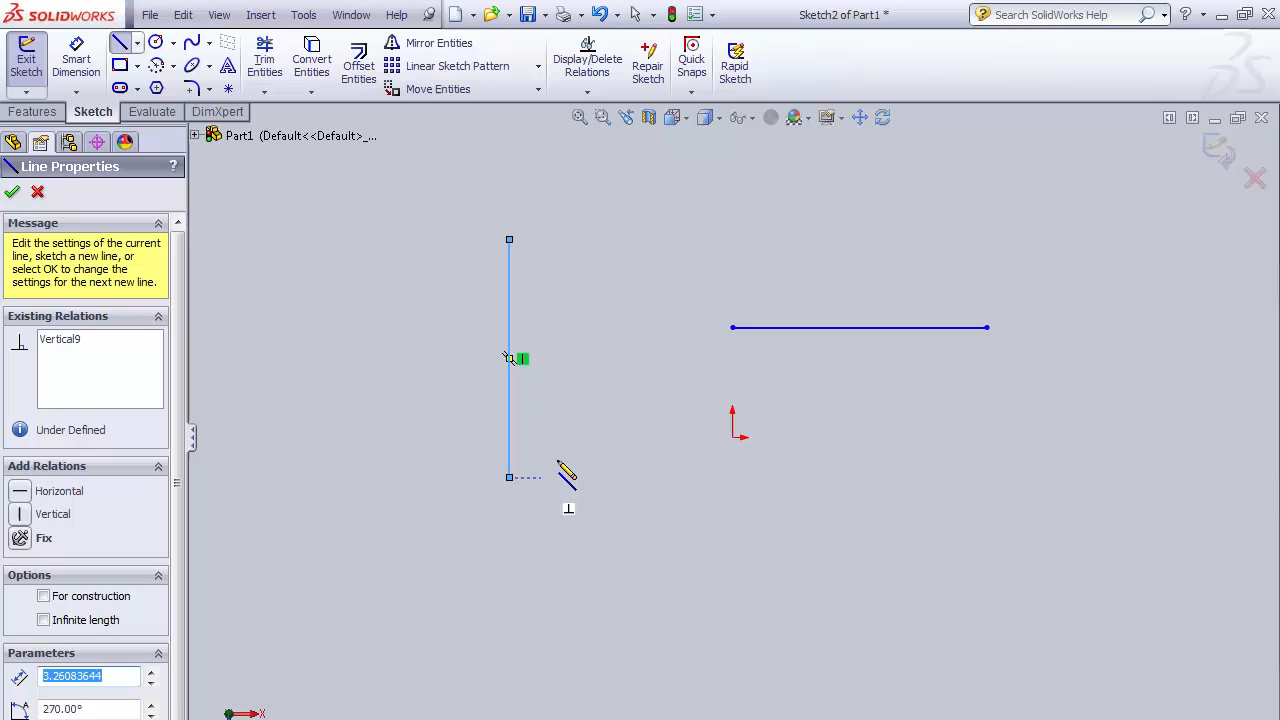 SOLIDWORKS
File Edit View Insert Tools Window Help
Sketch2 of Part1 *
Search SolidWorks Help
?
Exit Sketch
Smart Dimension
Trim Entities
Convert Entities
Offset Entities
Mirror Entities
Linear Sketch Pattern
Move Entities
Display/Delete Relations
Repair Sketch
Quick Snaps
Rapid Sketch
Features Sketch Evaluate DimXpert
Part1 (Default<<Default>_...
Line Properties ?
Message
Edit the settings of the current
line, sketch a new line, or
select OK to change the
settings for the next new line.
Existing Relations
Vertical9
Under Defined
Add Relations
Horizontal
Vertical
Fix
Options
For construction
Infinite length
Parameters
3.26083644
270.00°
X